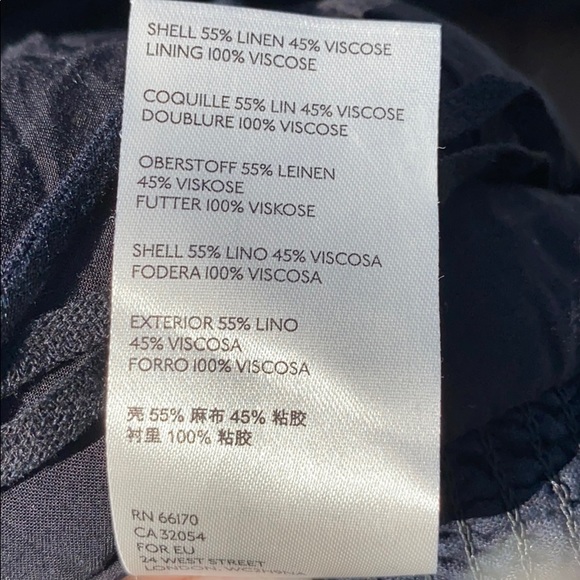 SHELL 55% LINEN 45% VISCOSE
LINING 100% VISCOSE
COQUILLE 55% LIN 45% VISCOSE
DOUBLURE 100% VISCOSE
OBERSTOFF 55% LEINEN
45% VISKOSE
FUTTER 100% VISKOSE
SHELL 55% LINO 45% VISCOSA
FODERA 100% VISCOSA
EXTERIOR 55% LINO
45% VISCOSA
FORRO 100% VISCOSA
壳 55% 麻布 45% 粘胶
衬里 100% 粘胶
RN 66170
CA 32054
FOR EU
24 WEST STREET
LONDON,